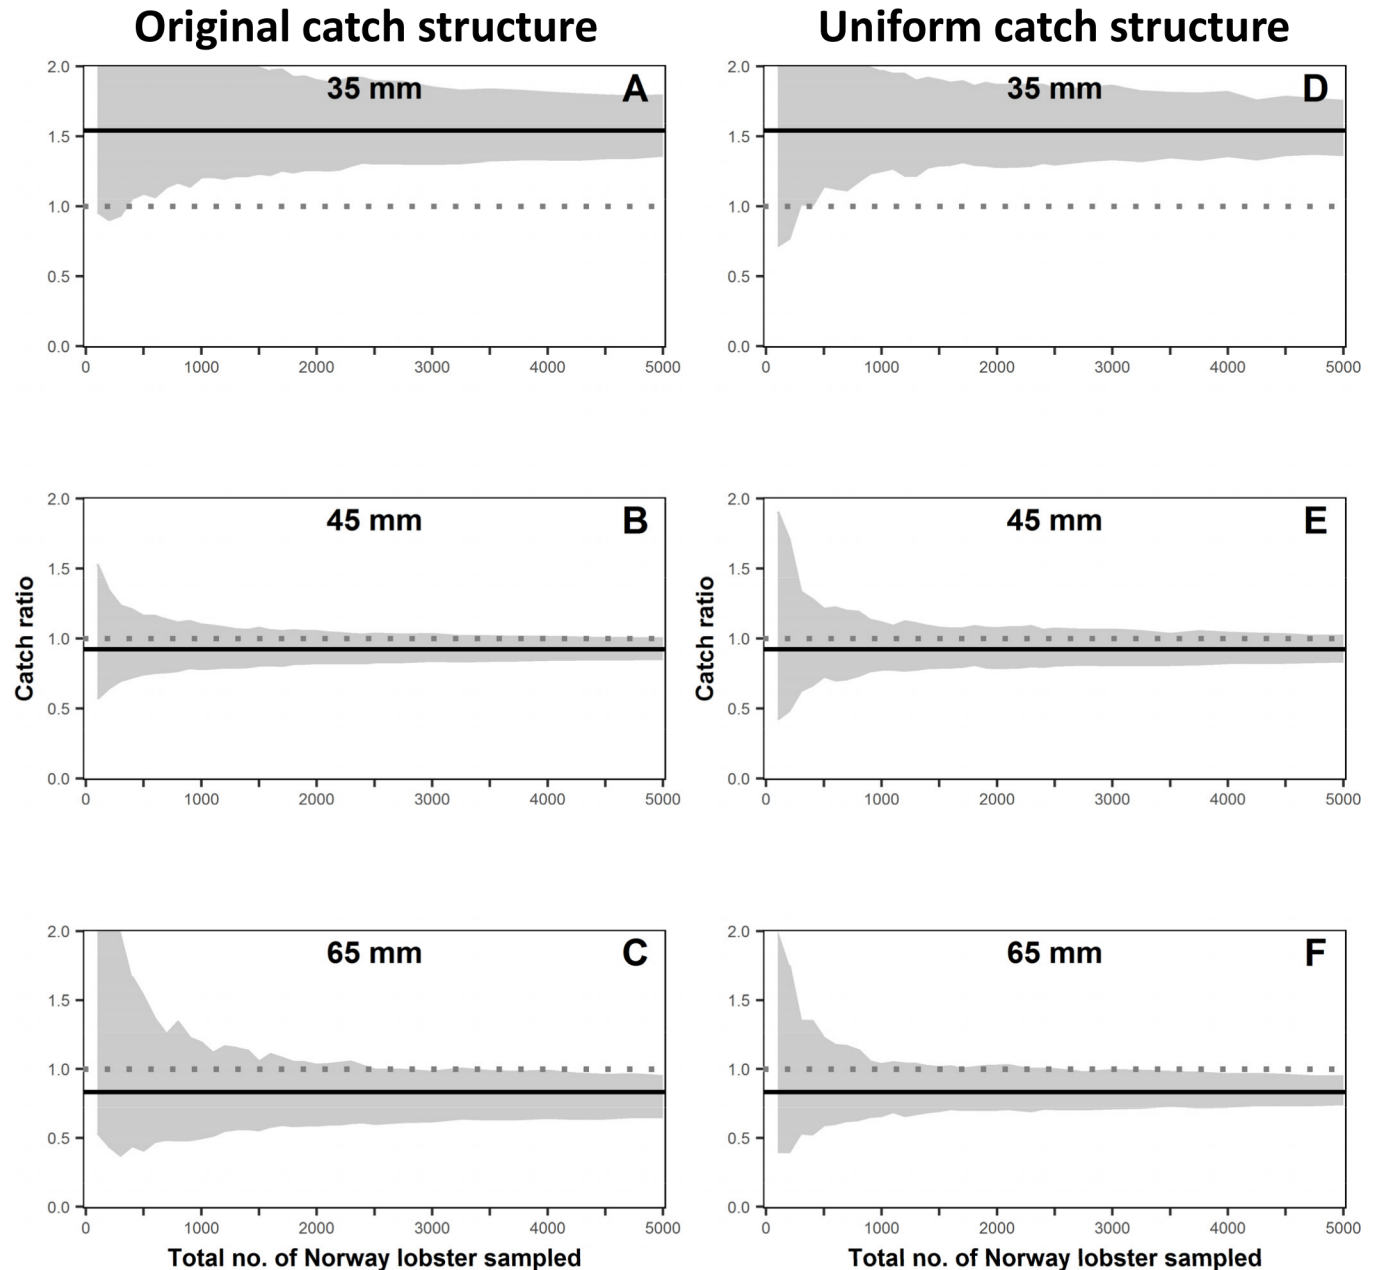 Original catch structure
Uniform catch structure
35 mm A
2.0
1.5
1.0
0.5
0.0
0 1000 2000 3000 4000 5000
35 mm D
2.0
1.5
1.0
0.5
0.0
0 1000 2000 3000 4000 5000
Catch ratio
45 mm B
2.0
1.5
1.0
0.5
0.0
0 1000 2000 3000 4000 5000
Catch ratio
45 mm E
2.0
1.5
1.0
0.5
0.0
0 1000 2000 3000 4000 5000
65 mm C
2.0
1.5
1.0
0.5
0.0
0 1000 2000 3000 4000 5000
Total no. of Norway lobster sampled
65 mm F
2.0
1.5
1.0
0.5
0.0
0 1000 2000 3000 4000 5000
Total no. of Norway lobster sampled